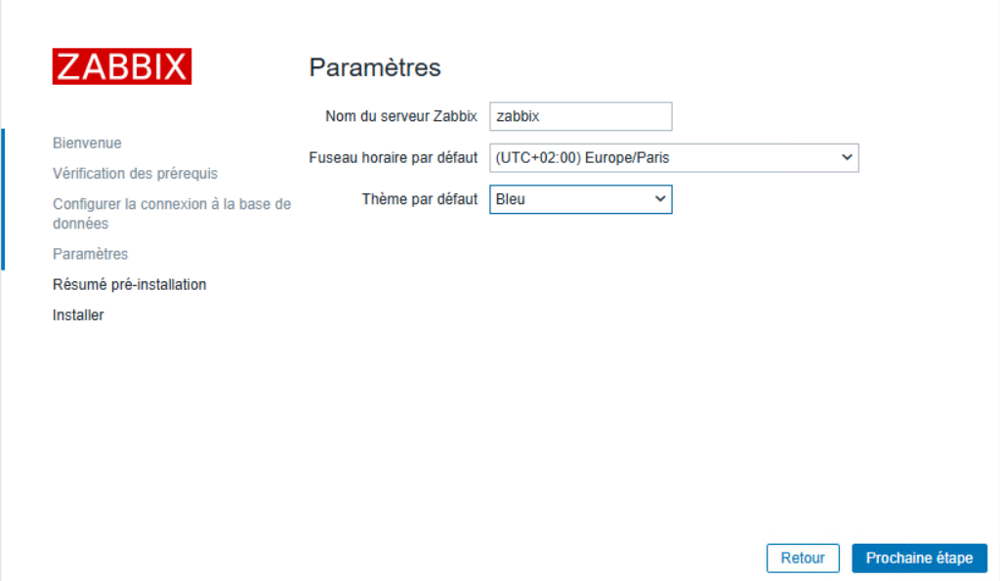 ZABBIX
Paramètres
Nom du serveur Zabbix zabbix
Fuseau horaire par défaut (UTC+02:00) Europe/Paris
Thème par défaut Bleu
Bienvenue
Vérification des prérequis
Configurer la connexion à la base de
données
Paramètres
Résumé pré-installation
Installer
Retour Prochaine étape